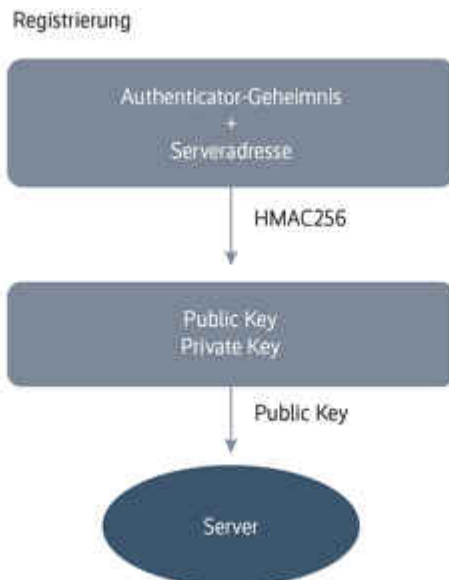 Registrierung
Authenticator-Geheimnis
+
Serveradresse
HMAC256
Public Key
Private Key
Public Key
Server